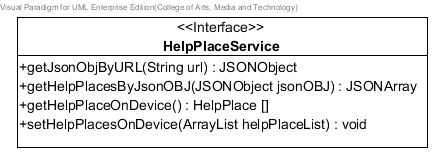 Visual Paradigm for UML Enterprise Edition(College of Arts, Media and Technology)
<<Interface>>
HelpPlaceService
+getJsonObjByURL(String url) : JSONObject
+getHelpPlacesByJsonOBJ(JSONObject jsonOBJ) : JSONArray
+getHelpPlaceOnDevice() : HelpPlace []
+setHelpPlacesOnDevice(ArrayList helpPlaceList) : void